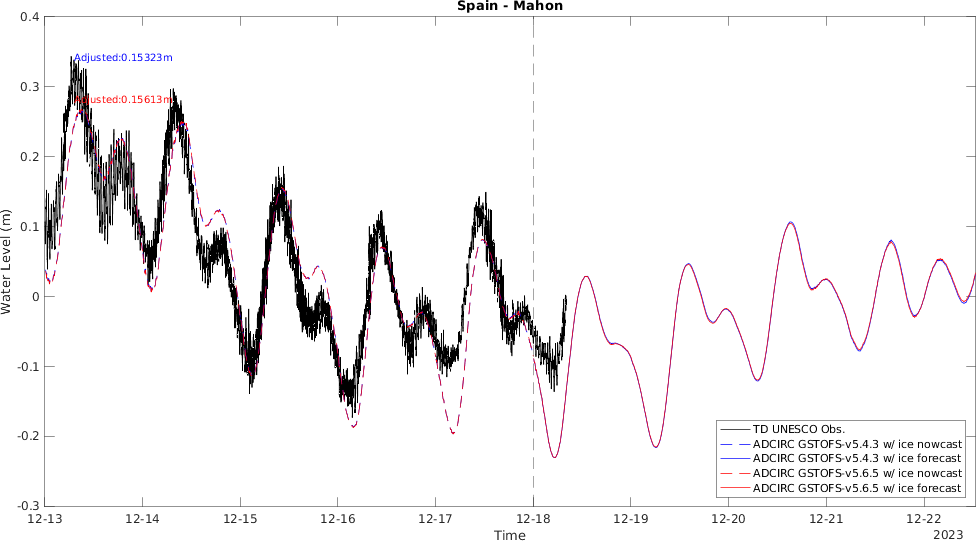 Spain - Mahon
0.4
0.3
0.2
0.1
0
-0.1
-0.2
-0.3
Water Level (m)
Adjusted:0.15323m
Adjusted:0.15613m
TD UNESCO Obs.
ADCIRC GSTOFS-v5.4.3 w/ ice nowcast
ADCIRC GSTOFS-v5.4.3 w/ ice forecast
ADCIRC GSTOFS-v5.6.5 w/ ice nowcast
ADCIRC GSTOFS-v5.6.5 w/ ice forecast
12-13 12-14 12-15 12-16 12-17 12-18 12-19 12-20 12-21 12-22
Time
2023